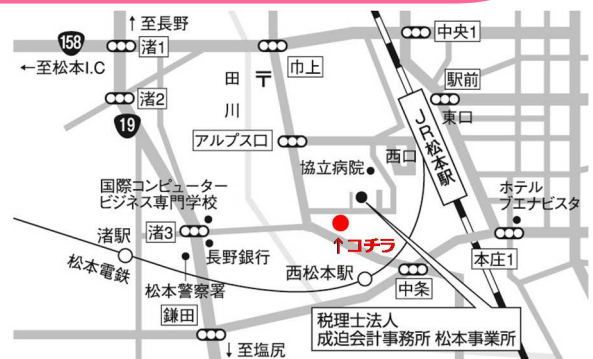 ↑至長野
158
渚1
中央1
←至松本I.C
巾上
駅前
田川
〒
渚2
東口
19
アルプス口
JR松本駅
西口
協立病院
国際コンピューター
ビジネス専門学校
ホテル
ブエナビスタ
渚駅
渚3
↑コチラ
長野銀行
本庄1
松本電鉄
西松本駅
松本警察署
中条
鎌田
税理士法人
成迫会計事務所 松本事業所
↓至塩尻